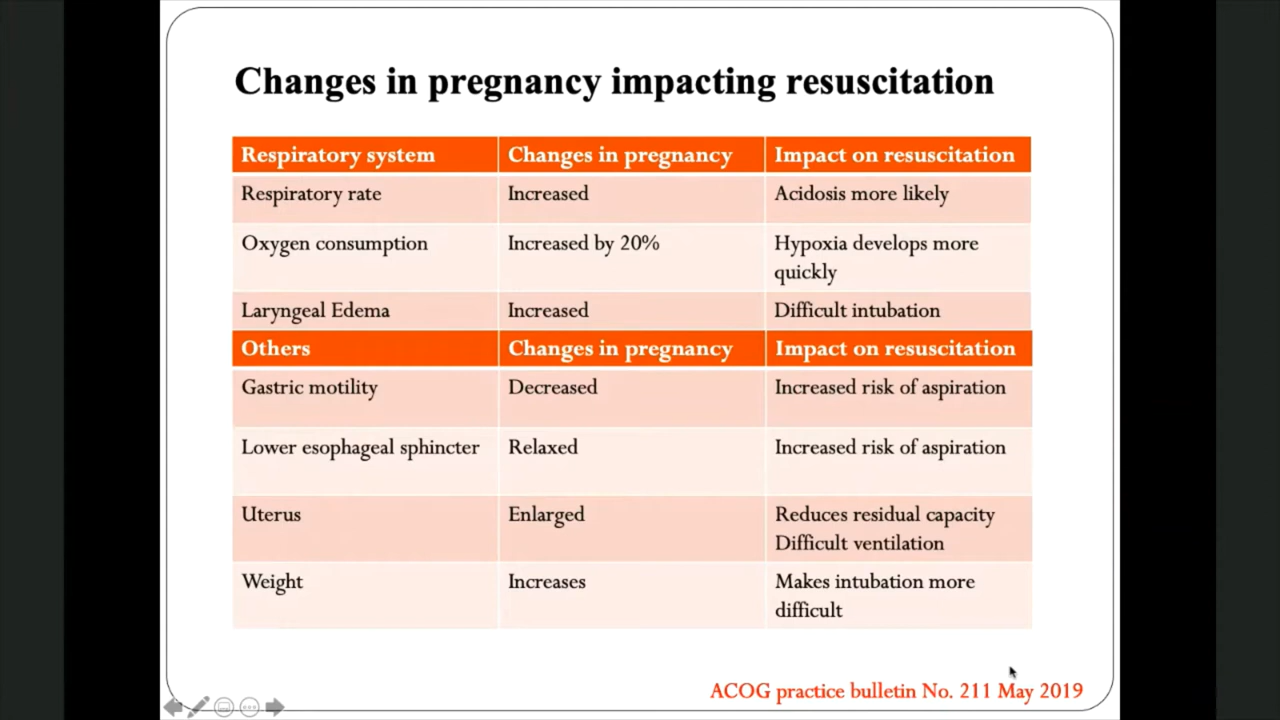 Changes in pregnancy impacting resuscitation
Respiratory system Changes in pregnancy Impact on resuscitation
Respiratory rate Increased Acidosis more likely
Oxygen consumption Increased by 20% Hypoxia develops more
quickly
Laryngeal Edema Increased Difficult intubation
Others Changes in pregnancy Impact on resuscitation
Gastric motility Decreased Increased risk of aspiration
Lower esophageal sphincter Relaxed Increased risk of aspiration
Uterus Enlarged Reduces residual capacity
Difficult ventilation
Weight Increases Makes intubation more
difficult
ACOG practice bulletin No. 211 May 2019